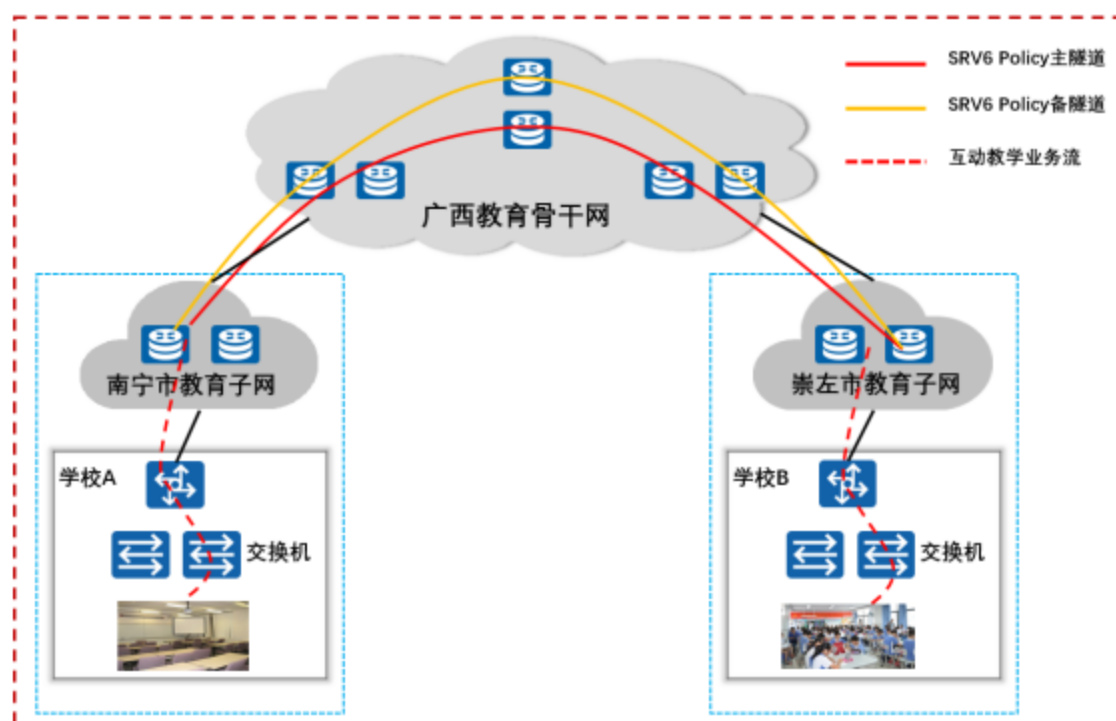 SRV6 Policy主隧道
SRV6 Policy备隧道
互动教学业务流
广西教育骨干网
南宁市教育子网
崇左市教育子网
学校A
学校B
交换机
交换机